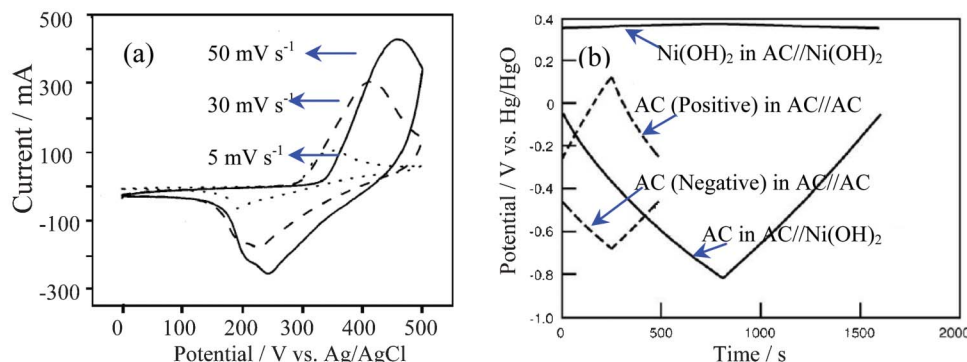 500
300
100
-100
-300
Current / mA
(a)
50 mV s⁻¹
30 mV s⁻¹
5 mV s⁻¹
0 100 200 300 400 500
Potential / V vs. Ag/AgCl
0.4
0.2
0
-0.2
-0.4
-0.6
-0.8
-1.0
Potential / V vs. Hg/HgO
Ni(OH)₂ in AC//Ni(OH)₂
(b)
AC (Positive) in AC//AC
AC (Negative) in AC//AC
AC in AC//Ni(OH)₂
0 500 1000 1500 2000
Time / s